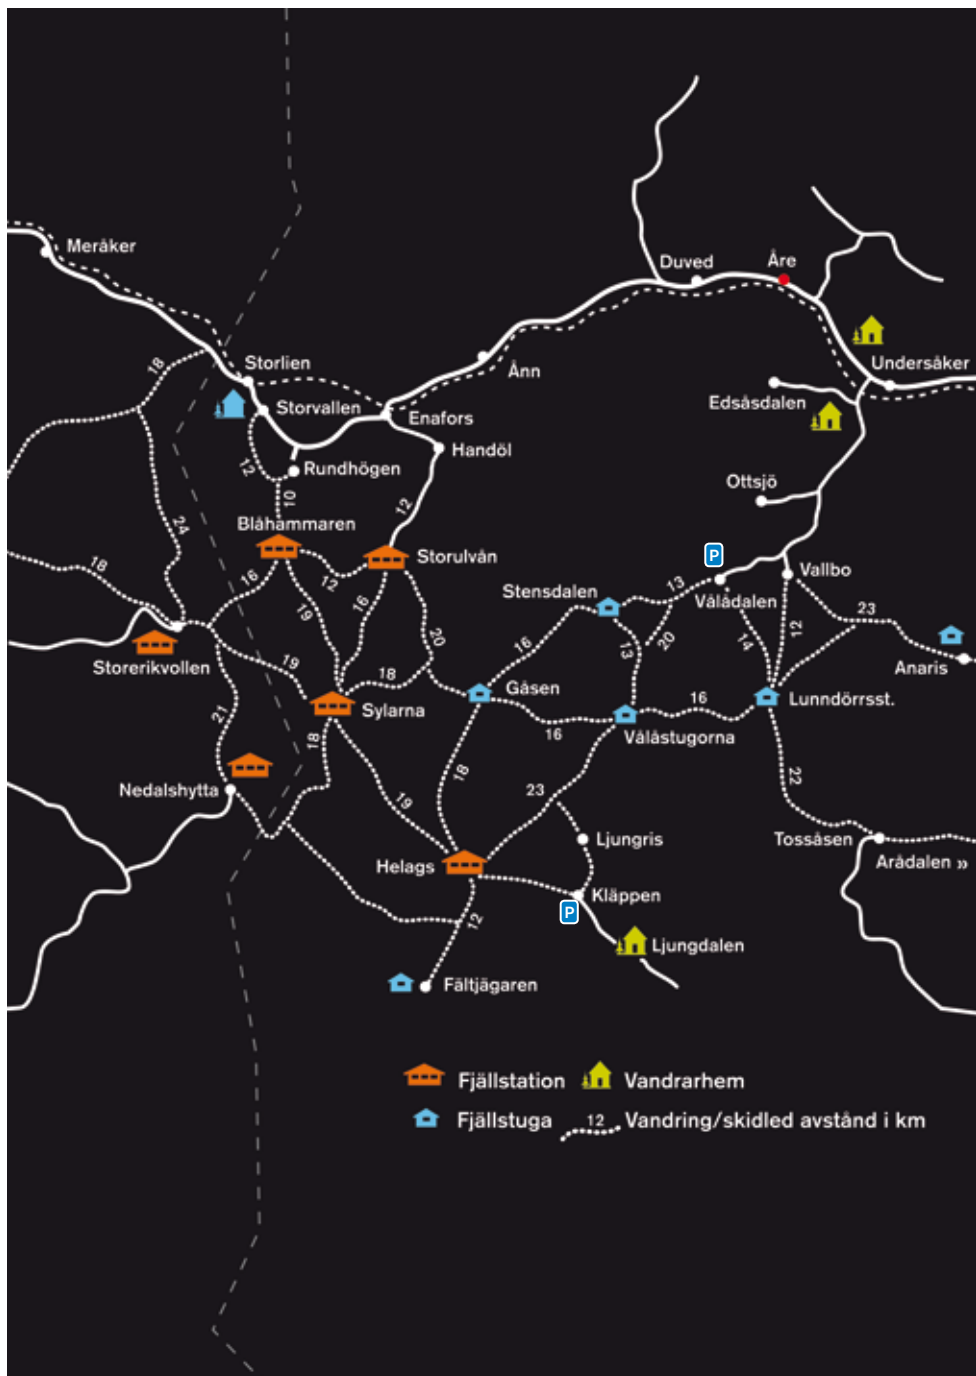 Meråker
Duved
Åre
18
Storlien
Ånn
Undersåker
Storvallen
Enafors
Edsåsdalen
12
Rundhögen
Handöl
10
Ottsjö
12
24
Blåhammaren
Storulvån
P
18
16
12
Stensdalen
13
Vallbo
Vålådalen
19
16
20
16
13
20
14
12
23
Storerikvollen
19
18
Gåsen
Anaris
Sylarna
16
Lunndörrsst.
21
18
16
Vålåstugorna
18
22
Nedalshytta
19
23
Ljungris
Tossåsen
Helags
Arådalen »
Kläppen
P
12
Ljungdalen
Fältjägaren
Fjällstation
Vandrarhem
Fjällstuga
12
Vandring/skidled avstånd i km